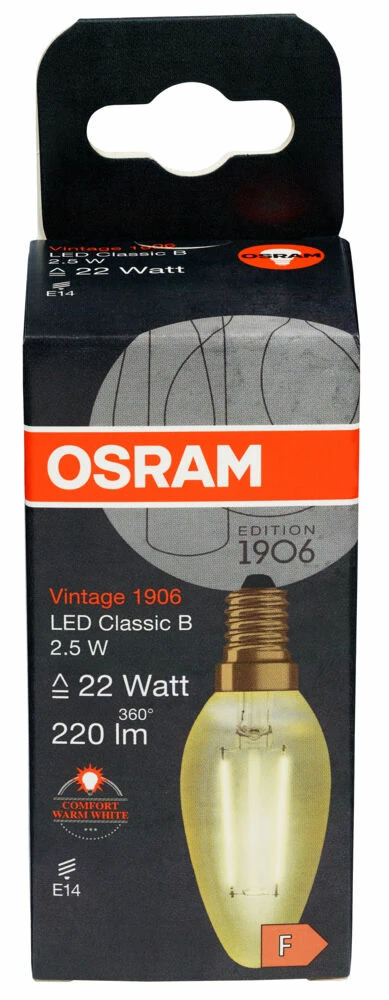 Vintage 1906
LED Classic B
2.5 W
≙ 22 Watt
E14
OSRAM
OSRAM
EDITION
1906
Vintage 1906
LED Classic B
2.5 W
≙ 22 Watt
360°
220 lm
COMFORT
WARM WHITE
E14
F